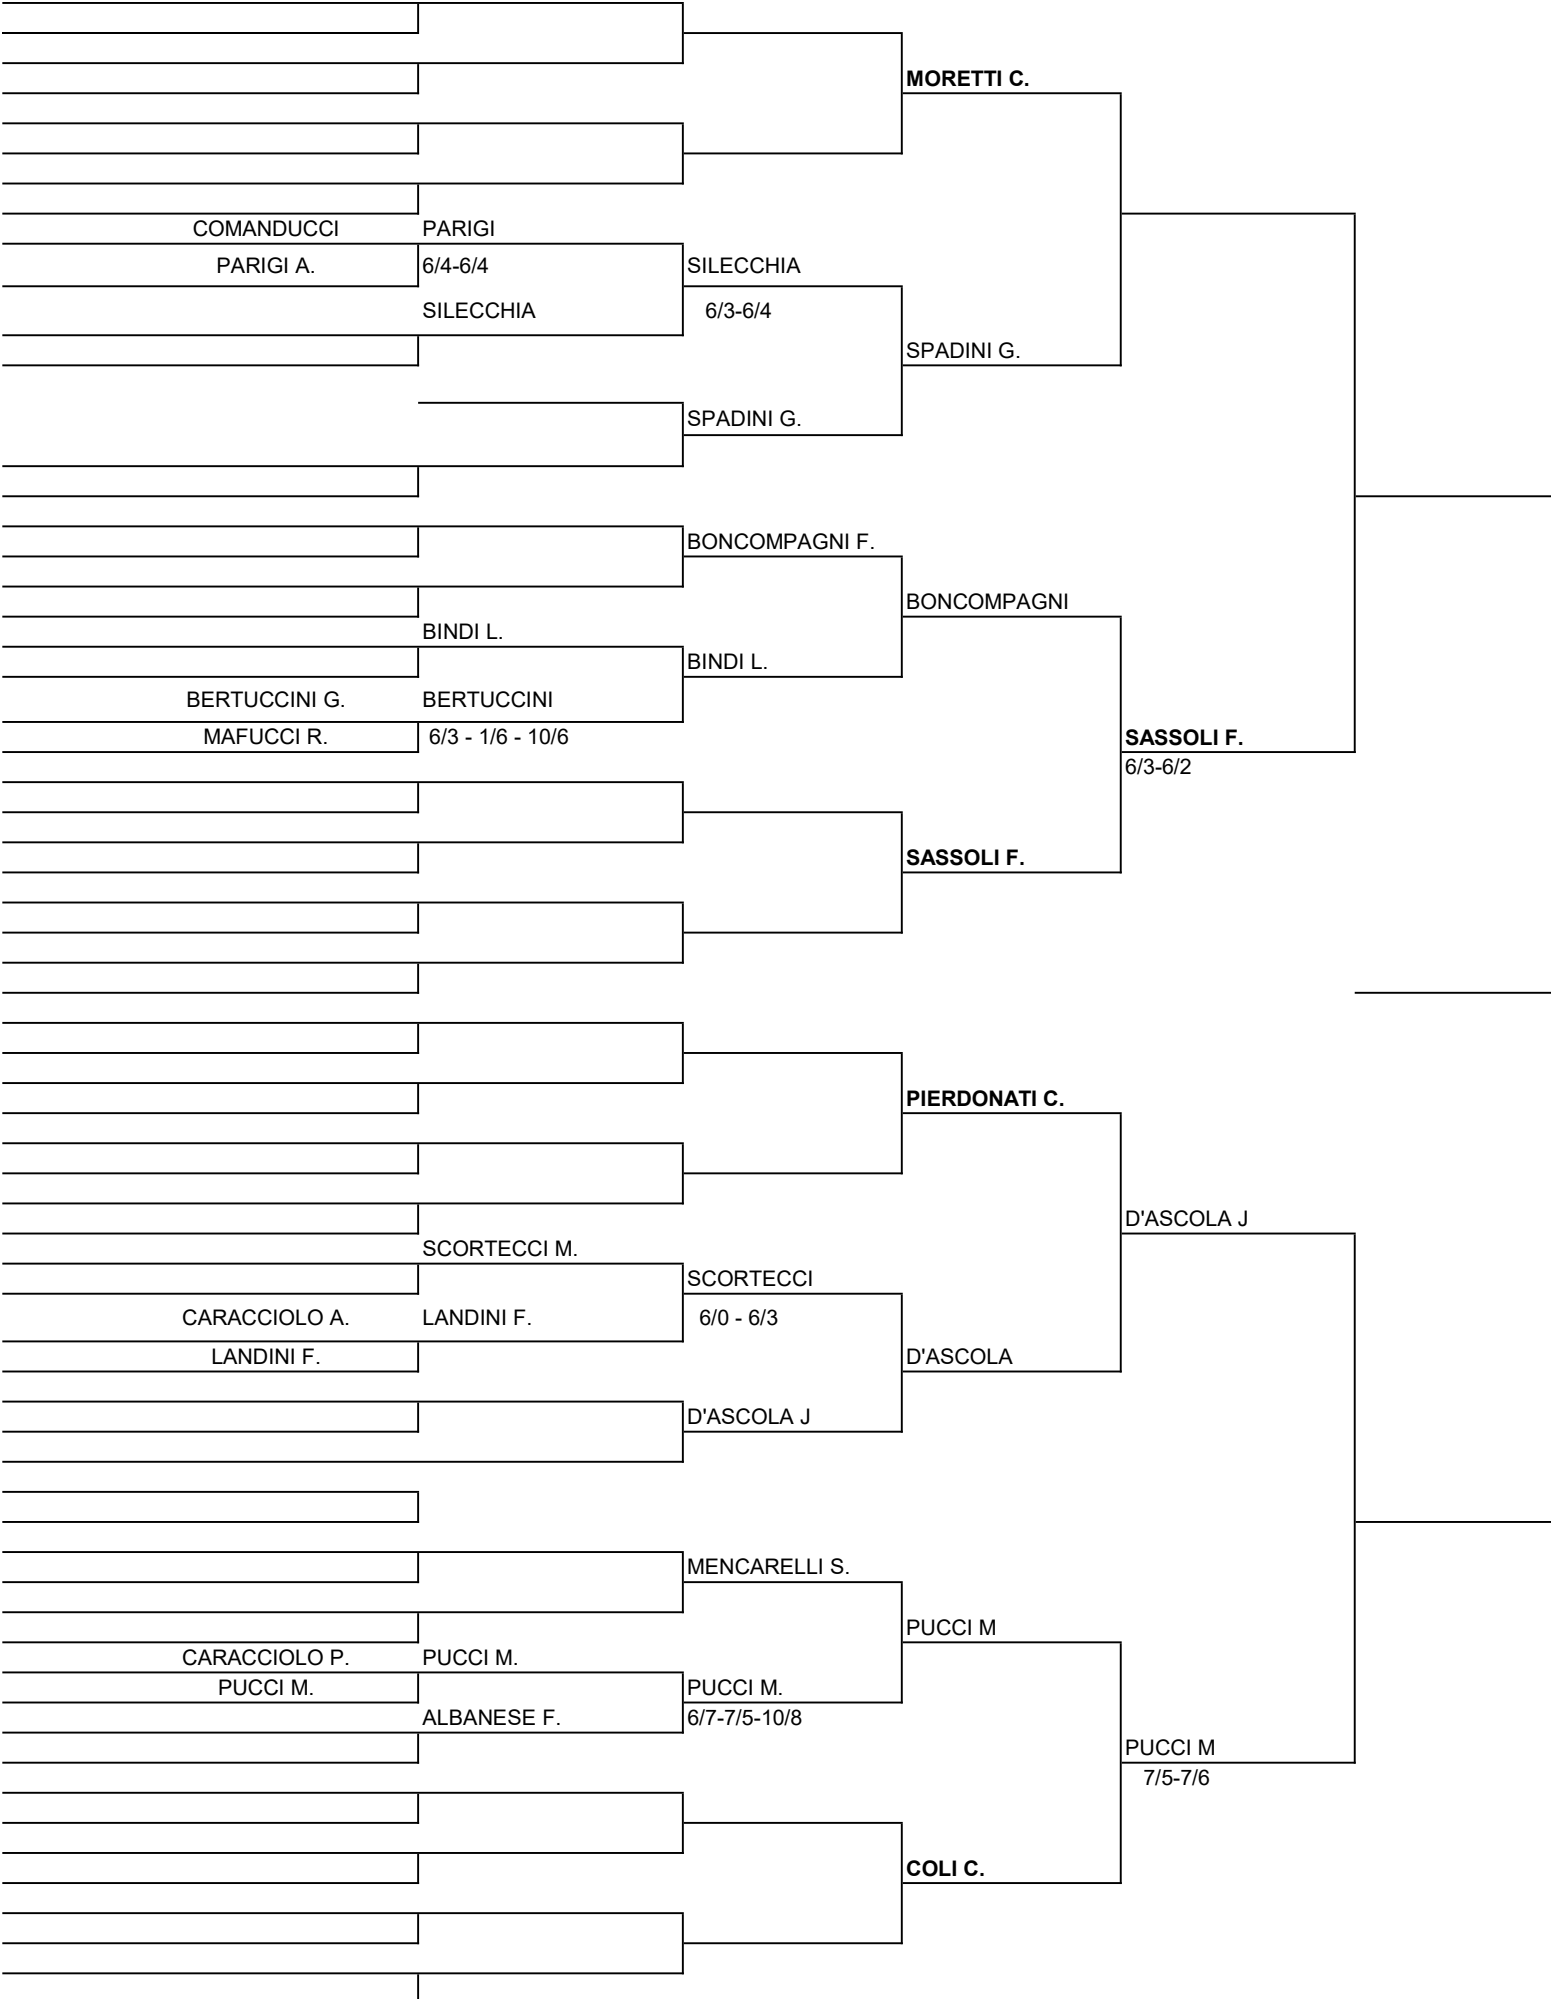 MORETTI C.
COMANDUCCI PARIGI
PARIGI A. 6/4-6/4 SILECCHIA
SILECCHIA 6/3-6/4
SPADINI G.
SPADINI G.
BONCOMPAGNI F.
BONCOMPAGNI
BINDI L.
BINDI L.
BERTUCCINI G. BERTUCCINI
MAFUCCI R. 6/3 - 1/6 - 10/6 SASSOLI F.
6/3-6/2
SASSOLI F.
PIERDONATI C.
D'ASCOLA J
SCORTECCI M.
SCORTECCI
CARACCIOLO A. LANDINI F. 6/0 - 6/3
LANDINI F. D'ASCOLA
D'ASCOLA J
MENCARELLI S.
PUCCI M
CARACCIOLO P. PUCCI M.
PUCCI M. PUCCI M.
ALBANESE F. 6/7-7/5-10/8
PUCCI M
7/5-7/6
COLI C.